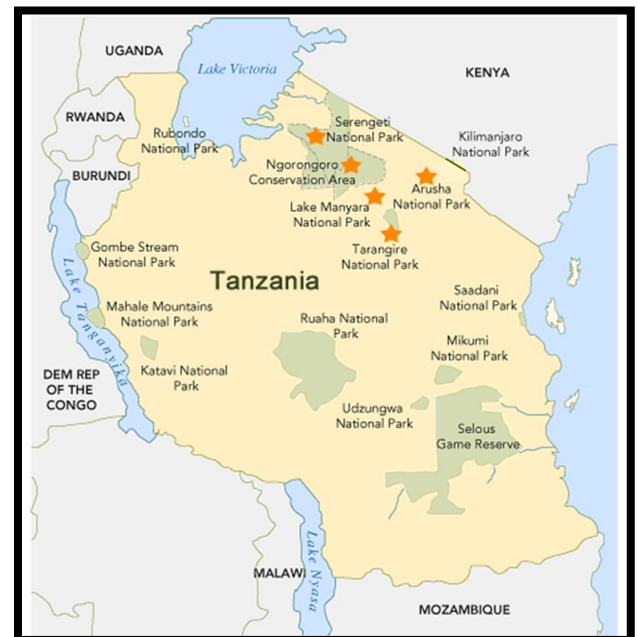 UGANDA
Lake Victoria
KENYA
RWANDA
Rubondo
National Park
Serengeti
National Park
Kilimanjaro
National Park
BURUNDI
Ngorongoro
Conservation Area
Arusha
National Park
Lake Manyara
National Park
Gombe Stream
National Park
Tarangire
National Park
Lake Tanganyika
Tanzania
Saadani
National Park
Mahale Mountains
National Park
Ruaha National
Park
Mikumi
National Park
DEM REP
OF THE
CONGO
Katavi National
Park
Udzungwa
National Park
Selous
Game Reserve
Lake Nyasa
MALAWI
MOZAMBIQUE